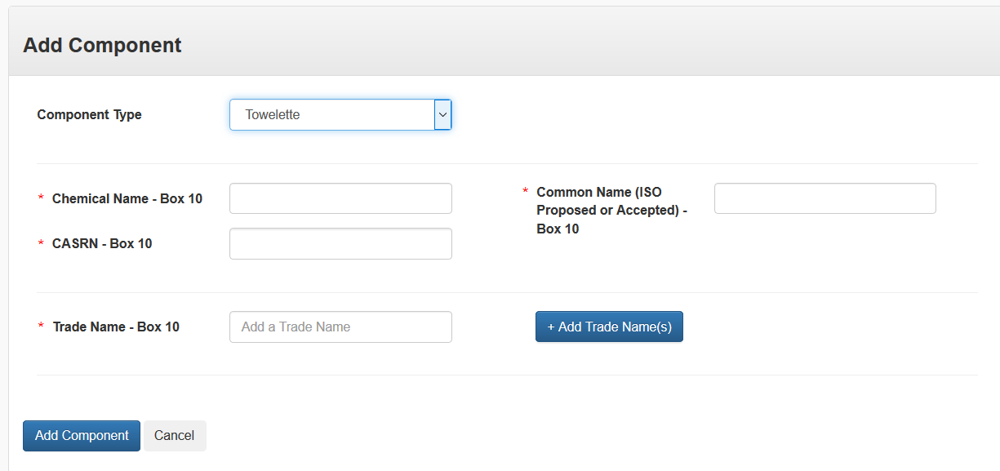 Add Component
Component Type
Towelette
* Chemical Name - Box 10
* Common Name (ISO
Proposed or Accepted) -
Box 10
* CASRN - Box 10
* Trade Name - Box 10
Add a Trade Name
+ Add Trade Name(s)
Add Component
Cancel